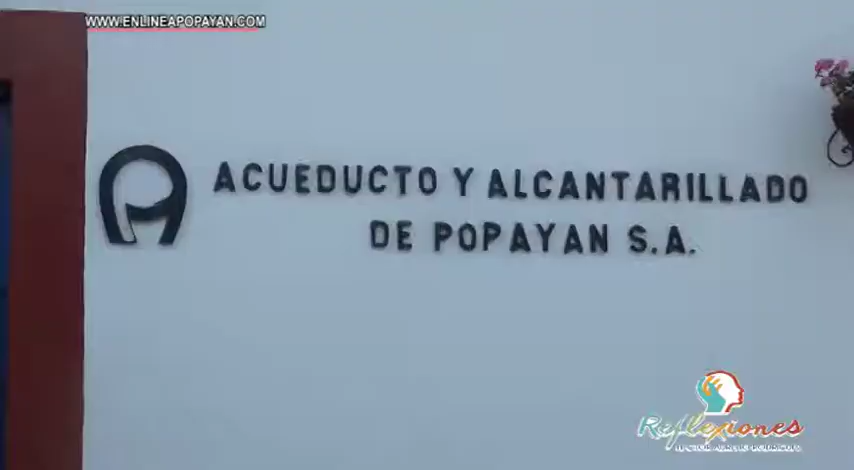 WWW.ENLINEAPOPAYAN.COM
ACUEDUCTO Y ALCANTARILLADO
DE POPAYAN S.A.
Reflexiones